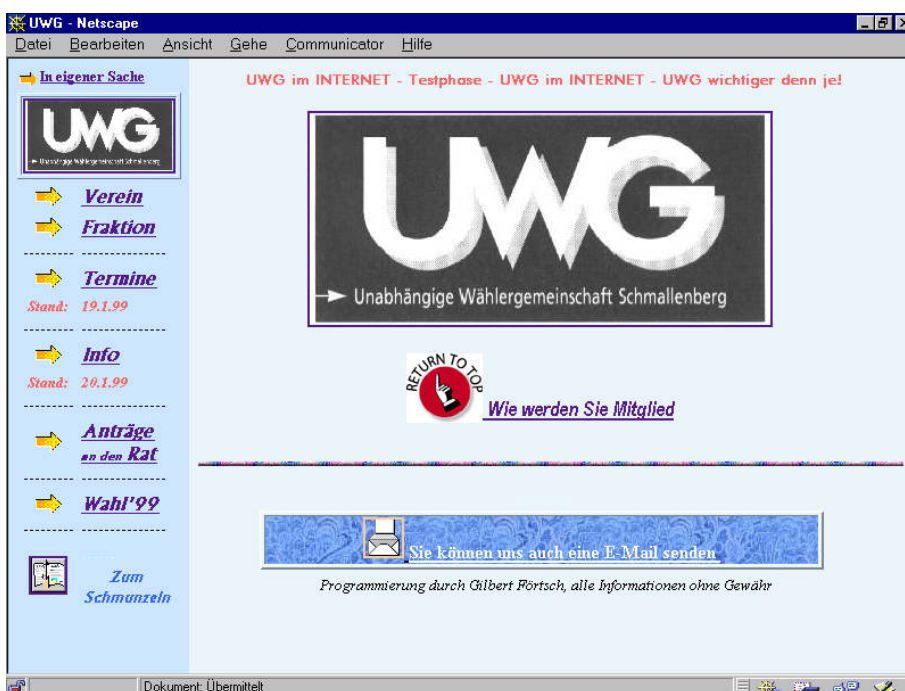 UWG - Netscape
Datei Bearbeiten Ansicht Gehe Communicator Hilfe
In eigener Sache
UWG
Unabhängige Wählergemeinschaft Schmallenberg
Verein
Fraktion
Termine
Stand: 19.1.99
Info
Stand: 20.1.99
Anträge
an den Rat
Wahl'99
Zum
Schmunzeln
UWG im INTERNET - Testphase - UWG im INTERNET - UWG wichtiger denn je!
UWG
Unabhängige Wählergemeinschaft Schmallenberg
RETURN TO TOP
Wie werden Sie Mitglied
Sie können uns auch eine E-Mail senden
Programmierung durch Gilbert Förtsch, alle Informationen ohne Gewähr
Dokument: Übermittelt